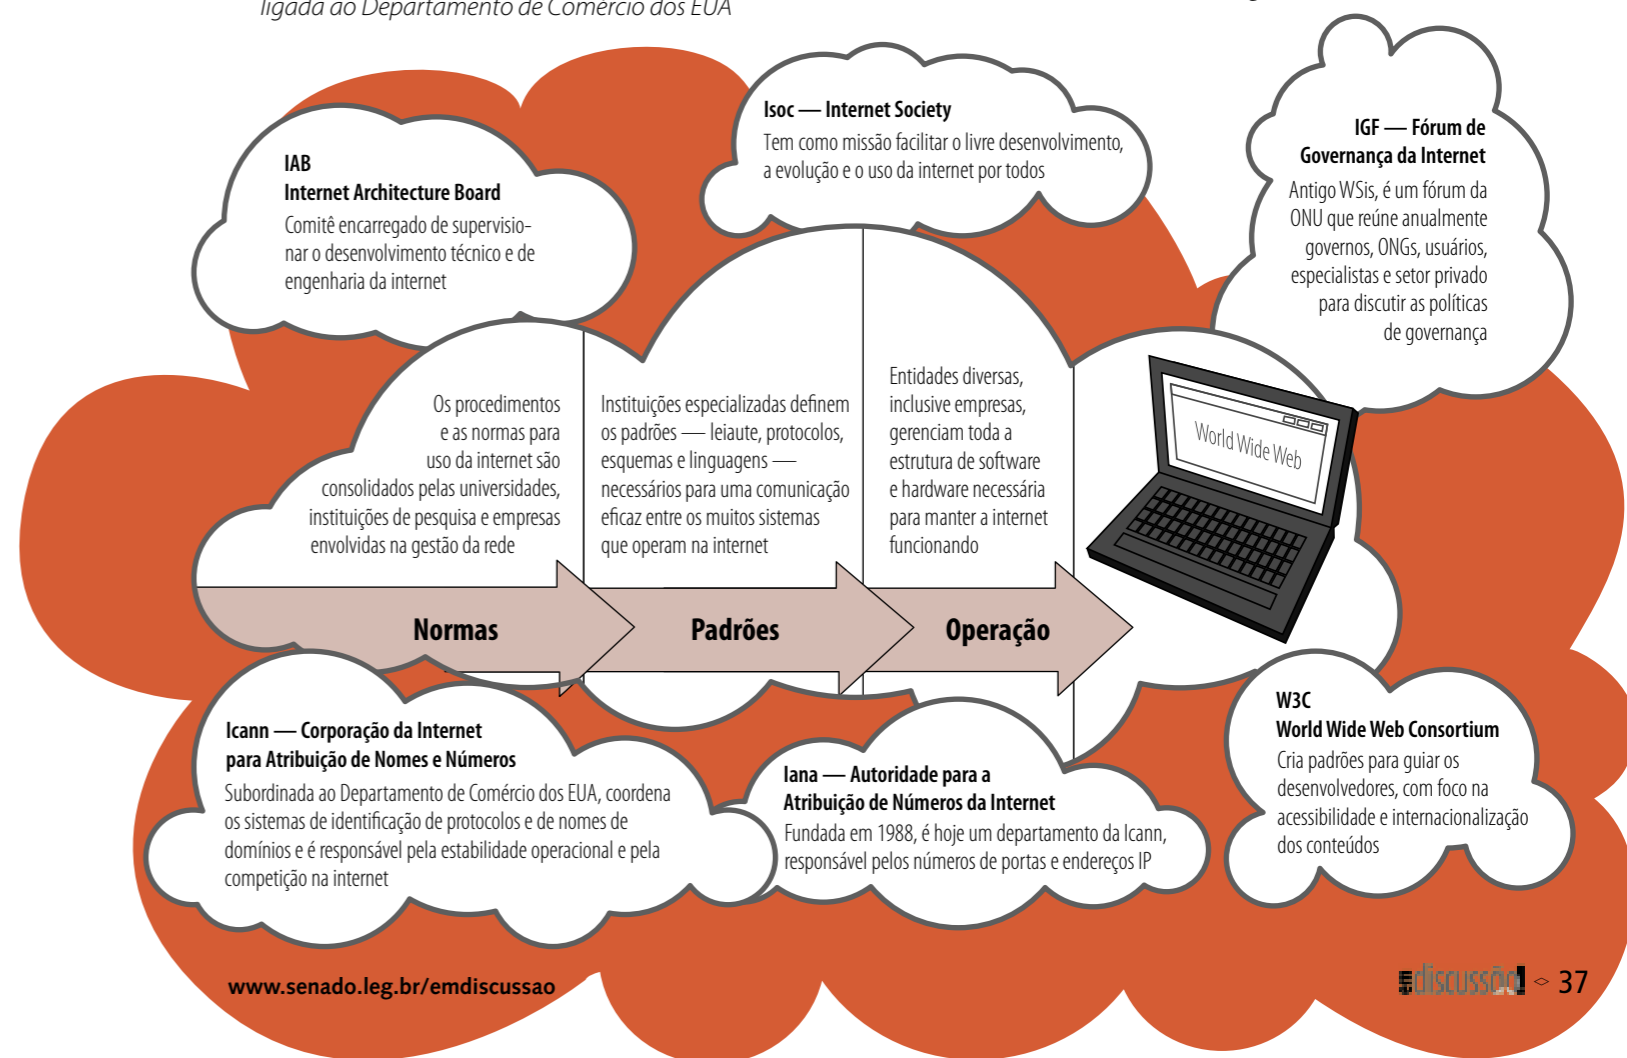 ligada ao Departamento de Comércio dos EUA
IAB
Internet Architecture Board
Comitê encarregado de supervisio-
nar o desenvolvimento técnico e de
engenharia da internet
Isoc — Internet Society
Tem como missão facilitar o livre desenvolvimento,
a evolução e o uso da internet por todos
IGF — Fórum de
Governança da Internet
Antigo WSis, é um fórum da
ONU que reúne anualmente
governos, ONGs, usuários,
especialistas e setor privado
para discutir as políticas
de governança
Os procedimentos
e as normas para
uso da internet são
consolidados pelas universidades,
instituições de pesquisa e empresas
envolvidas na gestão da rede
Instituições especializadas definem
os padrões — leiaute, protocolos,
esquemas e linguagens —
necessários para uma comunicação
eficaz entre os muitos sistemas
que operam na internet
Entidades diversas,
inclusive empresas,
gerenciam toda a
estrutura de software
e hardware necessária
para manter a internet
funcionando
World Wide Web
Normas
Padrões
Operação
Icann — Corporação da Internet
para Atribuição de Nomes e Números
Subordinada ao Departamento de Comércio dos EUA, coordena
os sistemas de identificação de protocolos e de nomes de
domínios e é responsável pela estabilidade operacional e pela
competição na internet
Iana — Autoridade para a
Atribuição de Números da Internet
Fundada em 1988, é hoje um departamento da Icann,
responsável pelos números de portas e endereços IP
W3C
World Wide Web Consortium
Cria padrões para guiar os
desenvolvedores, com foco na
acessibilidade e internacionalização
dos conteúdos
www.senado.leg.br/emdiscussao
discussão! 37